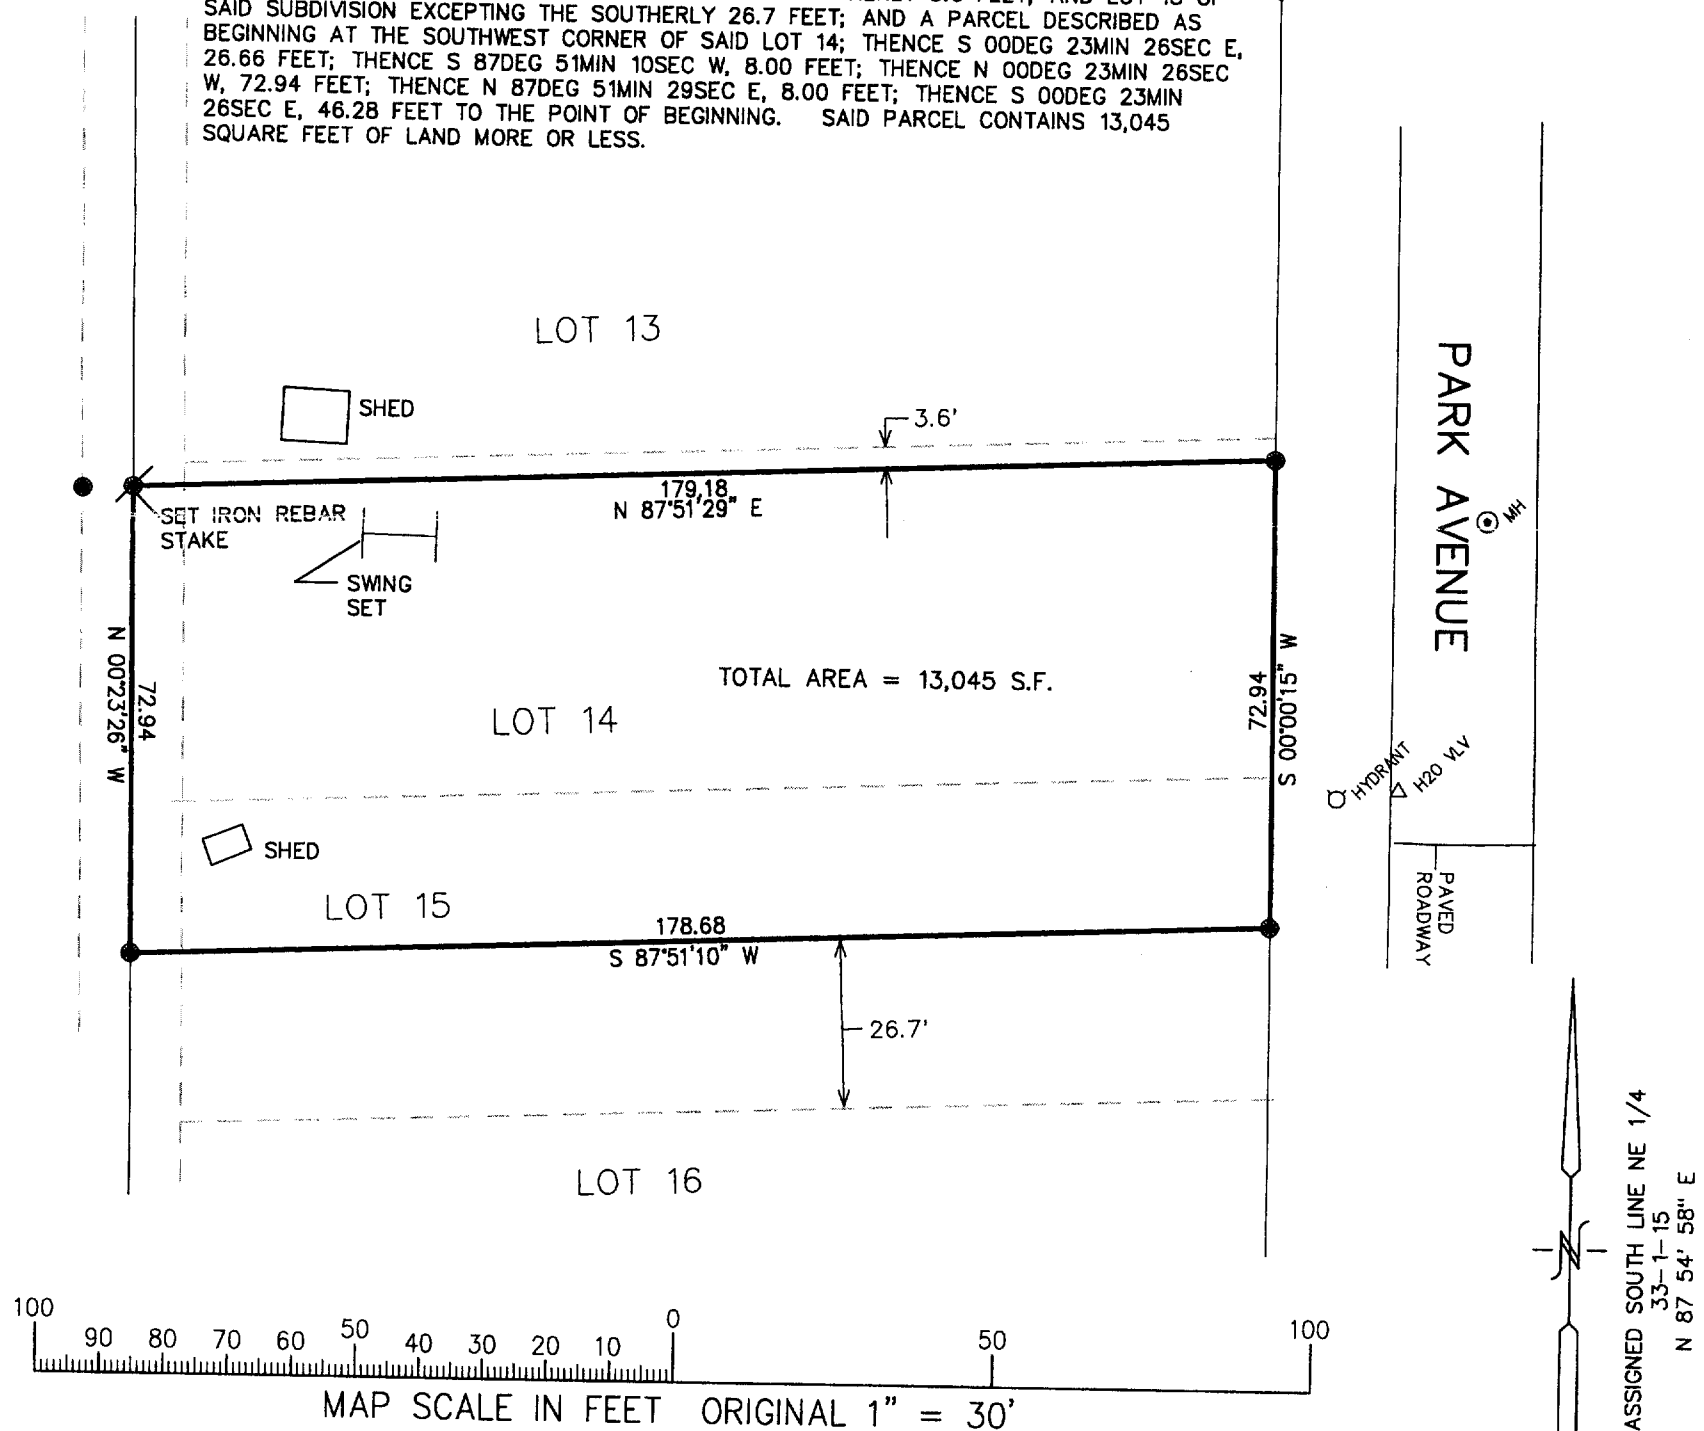 SAID SUBDIVISION EXCEPTING THE SOUTHERLY 26.7 FEET; AND A PARCEL DESCRIBED AS
BEGINNING AT THE SOUTHWEST CORNER OF SAID LOT 14; THENCE S 00DEG 23MIN 26SEC E,
26.66 FEET; THENCE S 87DEG 51MIN 10SEC W, 8.00 FEET; THENCE N 00DEG 23MIN 26SEC
W, 72.94 FEET; THENCE N 87DEG 51MIN 29SEC E, 8.00 FEET; THENCE S 00DEG 23MIN
26SEC E, 46.28 FEET TO THE POINT OF BEGINNING. SAID PARCEL CONTAINS 13,045
SQUARE FEET OF LAND MORE OR LESS.
LOT 13
SHED
3.6'
PARK AVENUE
MH
179.18
N 87°51'29" E
SET IRON REBAR
STAKE
SWING
SET
N 00°23'26" W
72.94
TOTAL AREA = 13,045 S.F.
72.94
S 00°00'15" W
LOT 14
HYDRANT
H2O VLV
SHED
LOT 15
178.68
S 87°51'10" W
PAVED
ROADWAY
26.7'
LOT 16
N
ASSIGNED SOUTH LINE NE 1/4
33-1-15
N 87 54' 58" E
100 90 80 70 60 50 40 30 20 10 0 50 100
MAP SCALE IN FEET ORIGINAL 1" = 30'